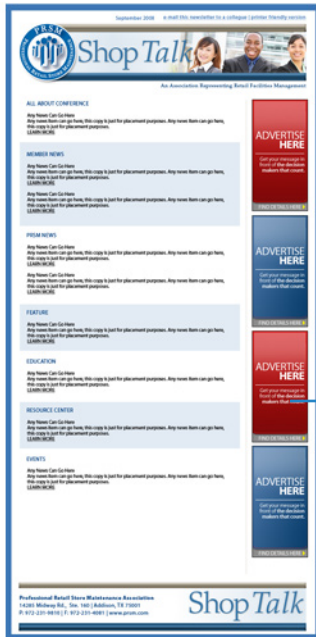 September 2008 e-mail this newsletter to a colleague | printer friendly version
PRSM
Shop Talk
An Association Representing Retail Facilities Management
ALL ABOUT CONFERENCE
Any News Can Go Here
Any news item can go here, this copy is just for placement purposes. Any news item can go here,
this copy is just for placement purposes.
LEARN MORE
MEMBER NEWS
Any News Can Go Here
Any news item can go here, this copy is just for placement purposes. Any news item can go here,
this copy is just for placement purposes.
LEARN MORE
Any News Can Go Here
Any news item can go here, this copy is just for placement purposes. Any news item can go here,
this copy is just for placement purposes.
LEARN MORE
PRSM NEWS
Any News Can Go Here
Any news item can go here, this copy is just for placement purposes. Any news item can go here,
this copy is just for placement purposes.
LEARN MORE
Any News Can Go Here
Any news item can go here, this copy is just for placement purposes. Any news item can go here,
this copy is just for placement purposes.
LEARN MORE
FEATURE
Any News Can Go Here
Any news item can go here, this copy is just for placement purposes. Any news item can go here,
this copy is just for placement purposes.
LEARN MORE
EDUCATION
Any News Can Go Here
Any news item can go here, this copy is just for placement purposes. Any news item can go here,
this copy is just for placement purposes.
LEARN MORE
RESOURCE CENTER
Any News Can Go Here
Any news item can go here, this copy is just for placement purposes. Any news item can go here,
this copy is just for placement purposes.
LEARN MORE
EVENTS
Any News Can Go Here
Any news item can go here, this copy is just for placement purposes. Any news item can go here,
this copy is just for placement purposes.
LEARN MORE
ADVERTISE
HERE
Get your message in
front of the decision
makers that count.
FIND DETAILS HERE
ADVERTISE
HERE
Get your message in
front of the decision
makers that count.
FIND DETAILS HERE
ADVERTISE
HERE
Get your message in
front of the decision
makers that count.
FIND DETAILS HERE
ADVERTISE
HERE
Get your message in
front of the decision
makers that count.
FIND DETAILS HERE
Professional Retail Store Maintenance Association
14285 Midway Rd., Ste. 160 | Addison, TX 75001
P: 972-231-9810 | F: 972-231-4081 | www.prsm.com
Shop Talk